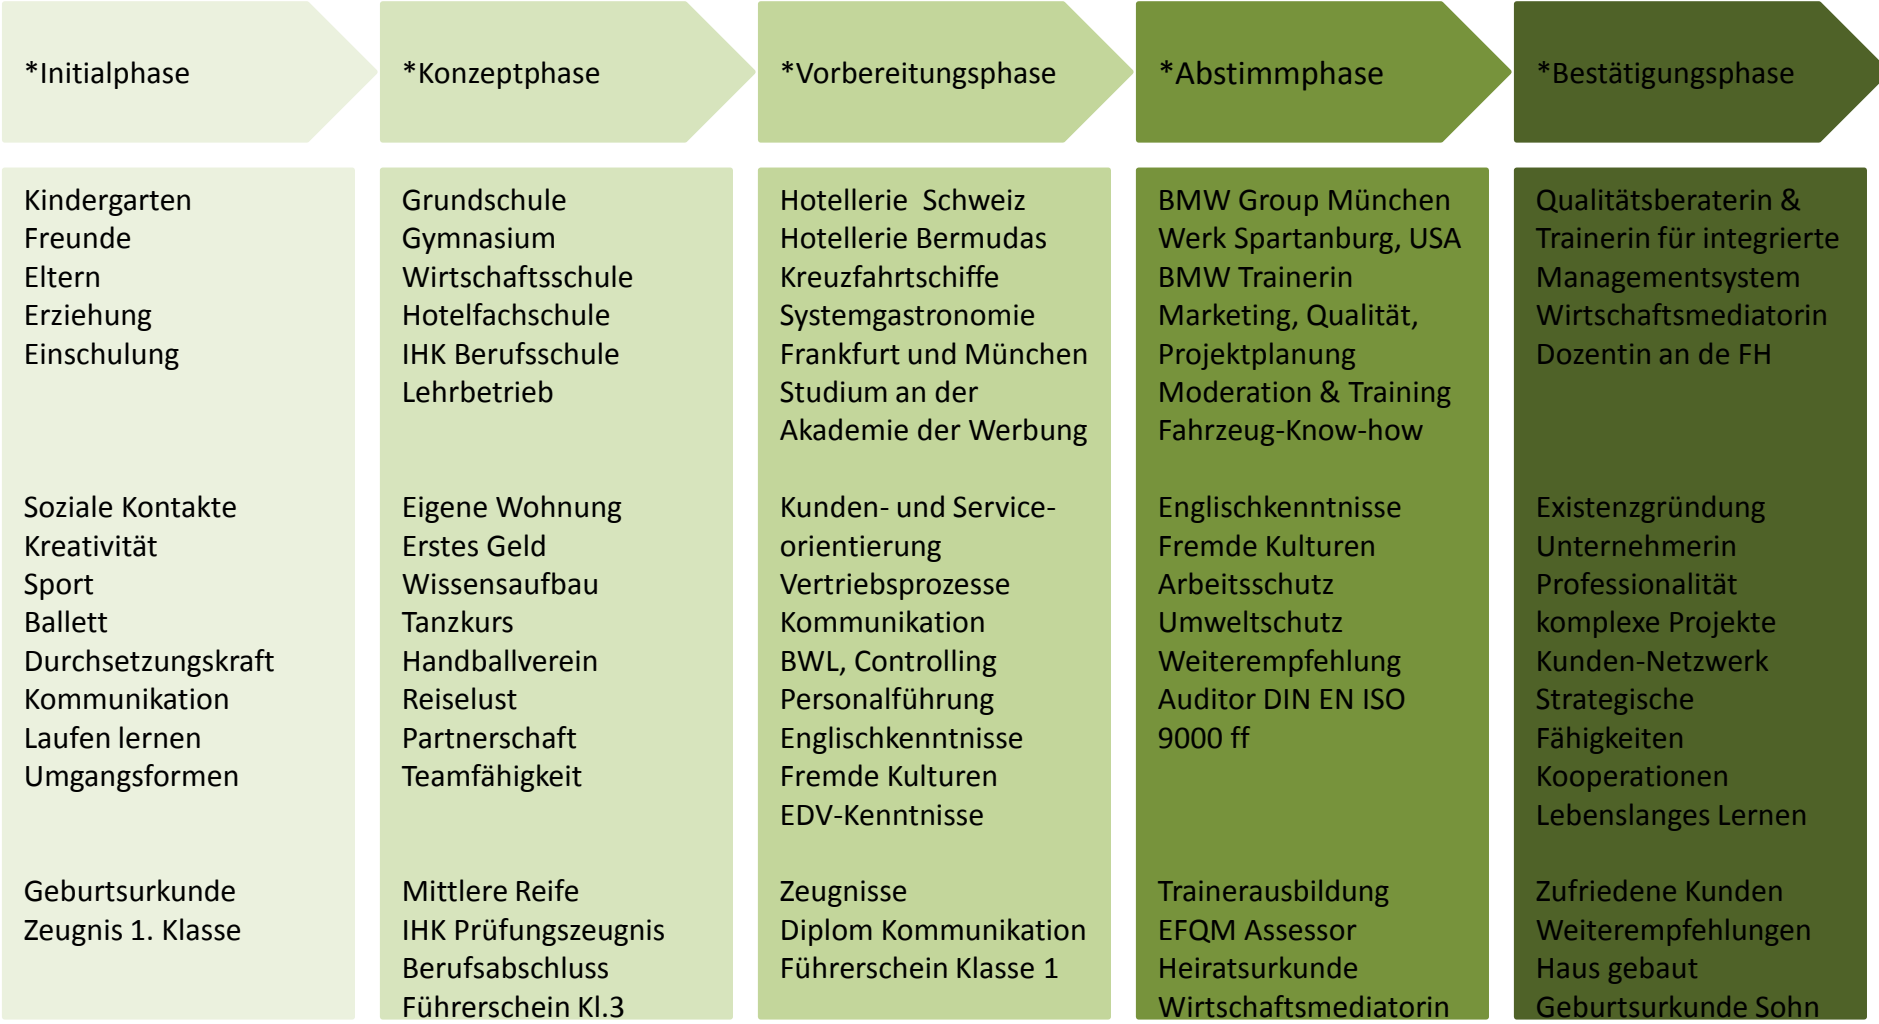 *Initialphase
Kindergarten
Freunde
Eltern
Erziehung
Einschulung
Soziale Kontakte
Kreativität
Sport
Ballett
Durchsetzungskraft
Kommunikation
Laufen lernen
Umgangsformen
Geburtsurkunde
Zeugnis 1. Klasse
*Konzeptphase
Grundschule
Gymnasium
Wirtschaftsschule
Hotelfachschule
IHK Berufsschule
Lehrbetrieb
Eigene Wohnung
Erstes Geld
Wissensaufbau
Tanzkurs
Handballverein
Reiselust
Partnerschaft
Teamfähigkeit
Mittlere Reife
IHK Prüfungszeugnis
Berufsabschluss
Führerschein Kl.3
*Vorbereitungsphase
Hotellerie  Schweiz
Hotellerie Bermudas
Kreuzfahrtschiffe
Systemgastronomie
Frankfurt und München
Studium an der
Akademie der Werbung
Kunden- und Service-
orientierung
Vertriebsprozesse
Kommunikation
BWL, Controlling
Personalführung
Englischkenntnisse
Fremde Kulturen
EDV-Kenntnisse
Zeugnisse
Diplom Kommunikation
Führerschein Klasse 1
*Abstimmphase
BMW Group München
Werk Spartanburg, USA
BMW Trainerin
Marketing, Qualität,
Projektplanung
Moderation & Training
Fahrzeug-Know-how
Englischkenntnisse
Fremde Kulturen
Arbeitsschutz
Umweltschutz
Weiterempfehlung
Auditor DIN EN ISO
9000 ff
Trainerausbildung
EFQM Assessor
Heiratsurkunde
Wirtschaftsmediatorin
*Bestätigungsphase
Qualitätsberaterin &
Trainerin für integrierte
Managementsystem
Wirtschaftsmediatorin
Dozentin an de FH
Existenzgründung
Unternehmerin
Professionalität
komplexe Projekte
Kunden-Netzwerk
Strategische
Fähigkeiten
Kooperationen
Lebenslanges Lernen
Zufriedene Kunden
Weiterempfehlungen
Haus gebaut
Geburtsurkunde Sohn